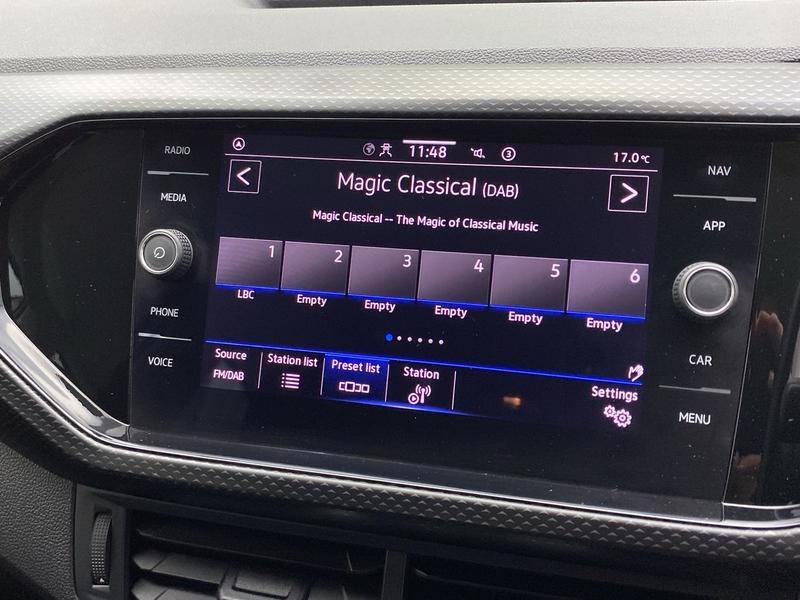 RADIO
MEDIA
PHONE
VOICE
11:48
3
17.0°C
<
Magic Classical (DAB)
>
Magic Classical -- The Magic of Classical Music
1 2 3 4 5 6
LBC Empty Empty Empty Empty Empty
Source Station list Preset list Station Settings
FM/DAB
NAV
APP
CAR
MENU